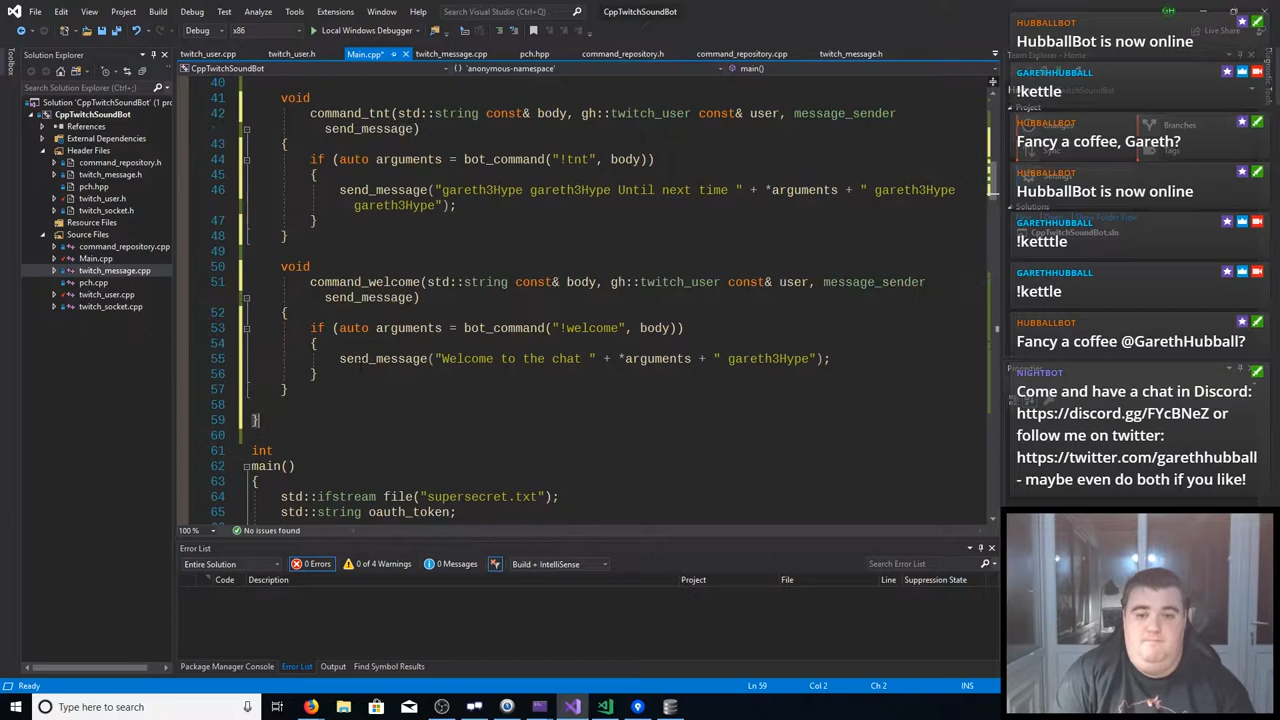 File Edit View Project Build Debug Test Analyze Tools Extensions Window Help Search Visual Studio (Ctrl+Q) CppTwitchSoundBot GH
Debug x86 Local Windows Debugger Live Share
Toolbox
Solution Explorer
Search Solution Explorer (Ctrl+;)
Solution 'CppTwitchSoundBot' (1 pro
CppTwitchSoundBot
References
External Dependencies
Header Files
command_repository.h
twitch_message.h
pch.hpp
twitch_user.h
twitch_socket.h
Resource Files
Source Files
command_repository.cpp
Main.cpp
twitch_message.cpp
pch.cpp
twitch_user.cpp
twitch_socket.cpp
twitch_user.cpp twitch_user.h Main.cpp* twitch_message.cpp pch.hpp command_repository.h command_repository.cpp twitch_message.h
CppTwitchSoundBot {} `anonymous-namespace` main()
40
41 void
42 command_tnt(std::string const& body, gh::twitch_user const& user, message_sender
send_message)
43 {
44 if (auto arguments = bot_command("!tnt", body))
45 {
46 send_message("gareth3Hype gareth3Hype Until next time " + *arguments + " gareth3Hype
gareth3Hype");
47 }
48 }
49
50 void
51 command_welcome(std::string const& body, gh::twitch_user const& user, message_sender
send_message)
52 {
53 if (auto arguments = bot_command("!welcome", body))
54 {
55 send_message("Welcome to the chat " + *arguments + " gareth3Hype");
56 }
57 }
58
59 }
60
61 int
62 main()
63 {
64 std::ifstream file("supersecret.txt");
65 std::string oauth_token;
100 % No issues found
Error List
Entire Solution 0 Errors 0 of 4 Warnings 0 Messages Build + IntelliSense Search Error List
Code Description Project File Line Suppression State
Package Manager Console Error List Output Find Symbol Results
Ready Ln 59 Col 2 Ch 2 INS
Type here to search
Team Explorer - Home
Diagnostic Tools
Project
Changes Branches
Tags
Settings
Solutions
CppTwitchSoundBot.sln
Properties
HUBBALLBOT
HubballBot is now online
GARETHHUBBALL
!kettle
HUBBALLBOT
Fancy a coffee, Gareth?
HUBBALLBOT
HubballBot is now online
GARETHHUBBALL
!ketttle
GARETHHUBBALL
!kettle
HUBBALLBOT
Fancy a coffee @GarethHubball?
NIGHTBOT
Come and have a chat in Discord:
https://discord.gg/FYcBNeZ or
follow me on twitter:
https://twitter.com/garethhubball
- maybe even do both if you like!